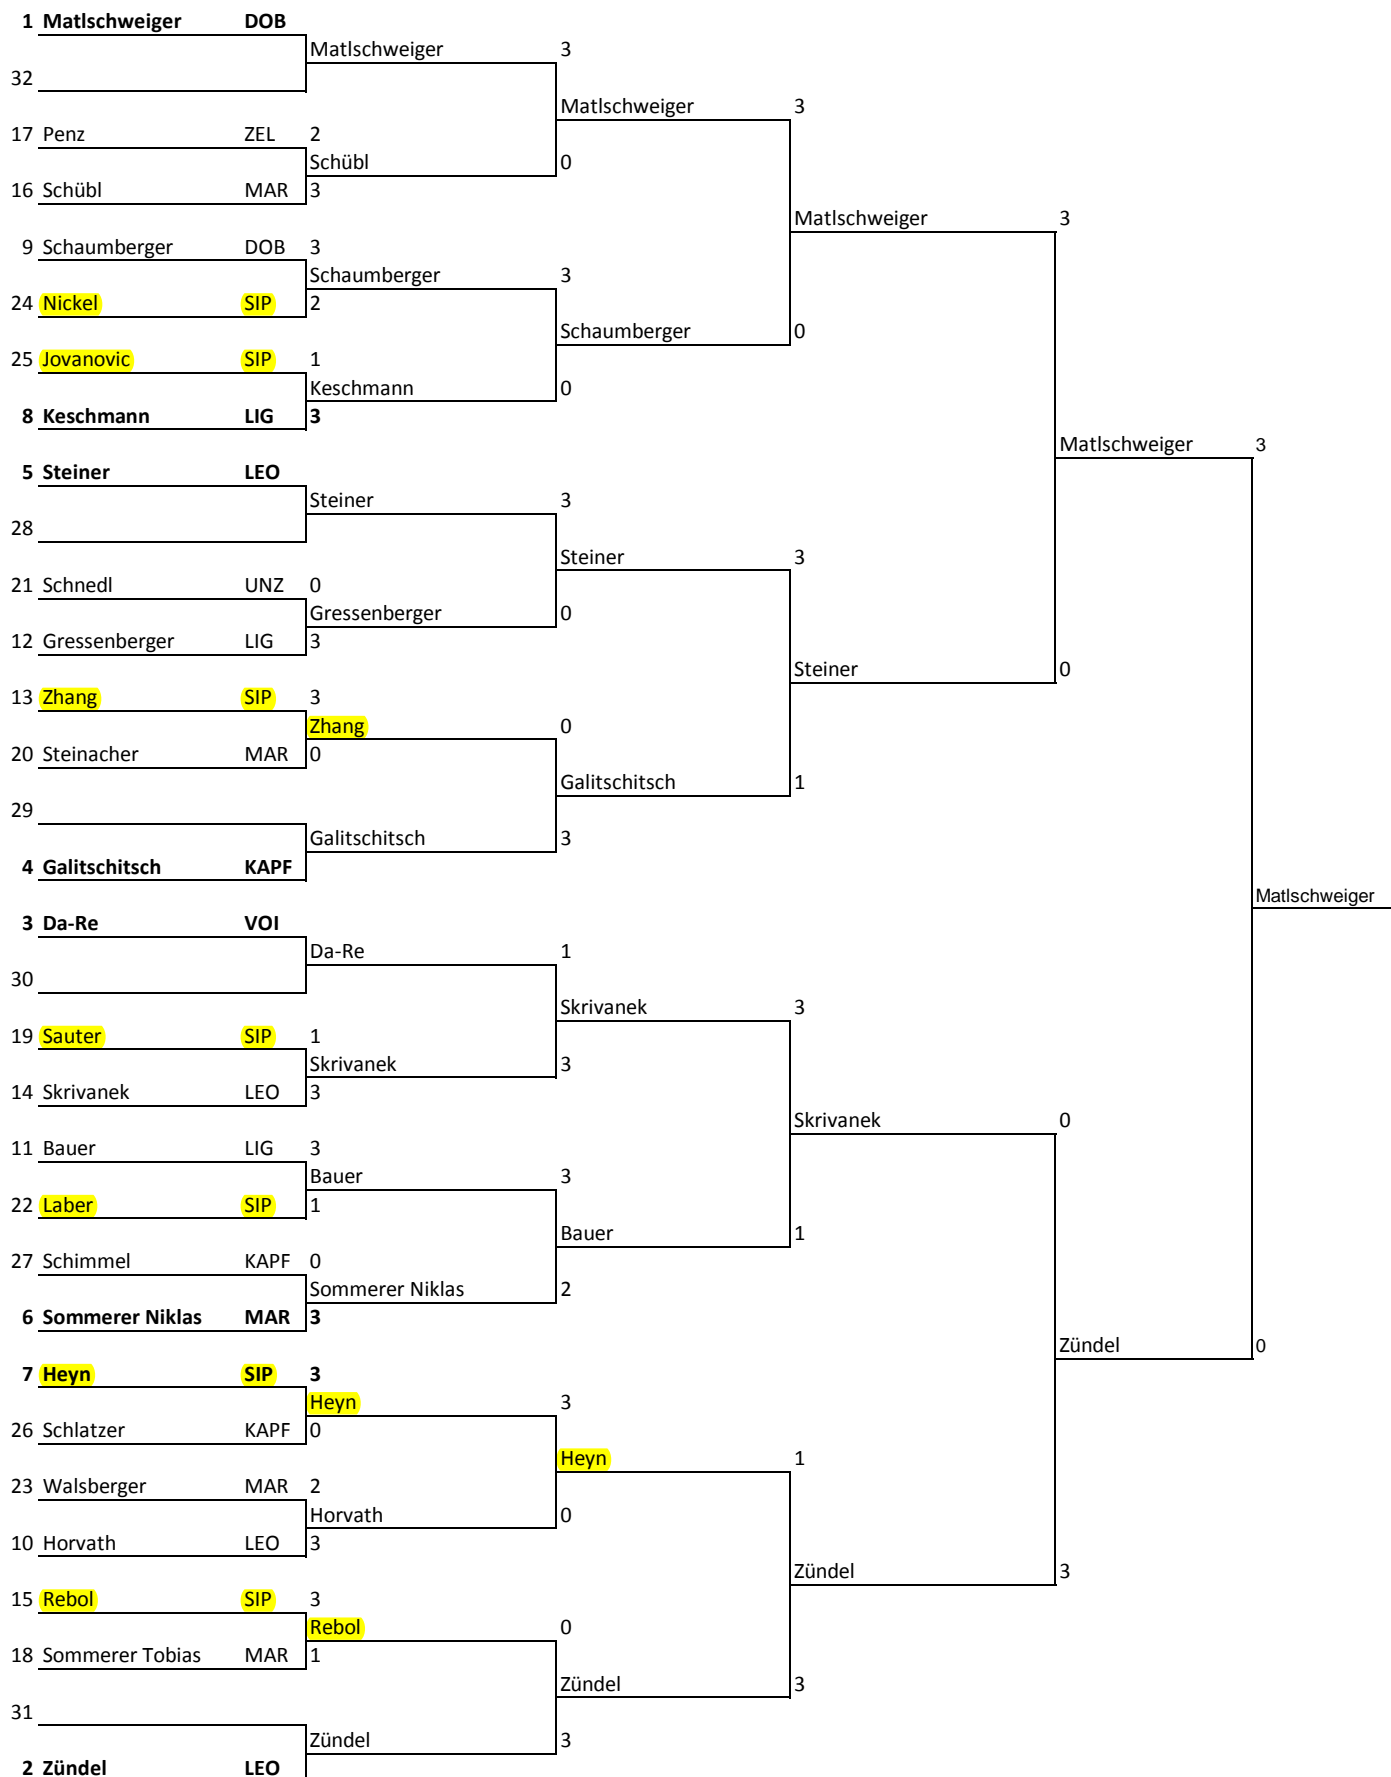 1 Matlschweiger DOB
Matlschweiger 3
32
Matlschweiger 3
17 Penz ZEL 2
Schübl 0
16 Schübl MAR 3
Matlschweiger 3
9 Schaumberger DOB 3
Schaumberger 3
24 Nickel SIP 2
Schaumberger 0
25 Jovanovic SIP 1
Keschmann 0
8 Keschmann LIG 3
Matlschweiger 3
5 Steiner LEO
Steiner 3
28
Steiner 3
21 Schnedl UNZ 0
Gressenberger 0
12 Gressenberger LIG 3
Steiner 0
13 Zhang SIP 3
Zhang 0
20 Steinacher MAR 0
Galitschitsch 1
29
Galitschitsch 3
4 Galitschitsch KAPF
Matlschweiger
3 Da-Re VOI
Da-Re 1
30
Skrivanek 3
19 Sauter SIP 1
Skrivanek 3
14 Skrivanek LEO 3
Skrivanek 0
11 Bauer LIG 3
Bauer 3
22 Laber SIP 1
Bauer 1
27 Schimmel KAPF 0
Sommerer Niklas 2
6 Sommerer Niklas MAR 3
Zündel 0
7 Heyn SIP 3
Heyn 3
26 Schlatzer KAPF 0
Heyn 1
23 Walsberger MAR 2
Horvath 0
10 Horvath LEO 3
Zündel 3
15 Rebol SIP 3
Rebol 0
18 Sommerer Tobias MAR 1
Zündel 3
31
Zündel 3
2 Zündel LEO